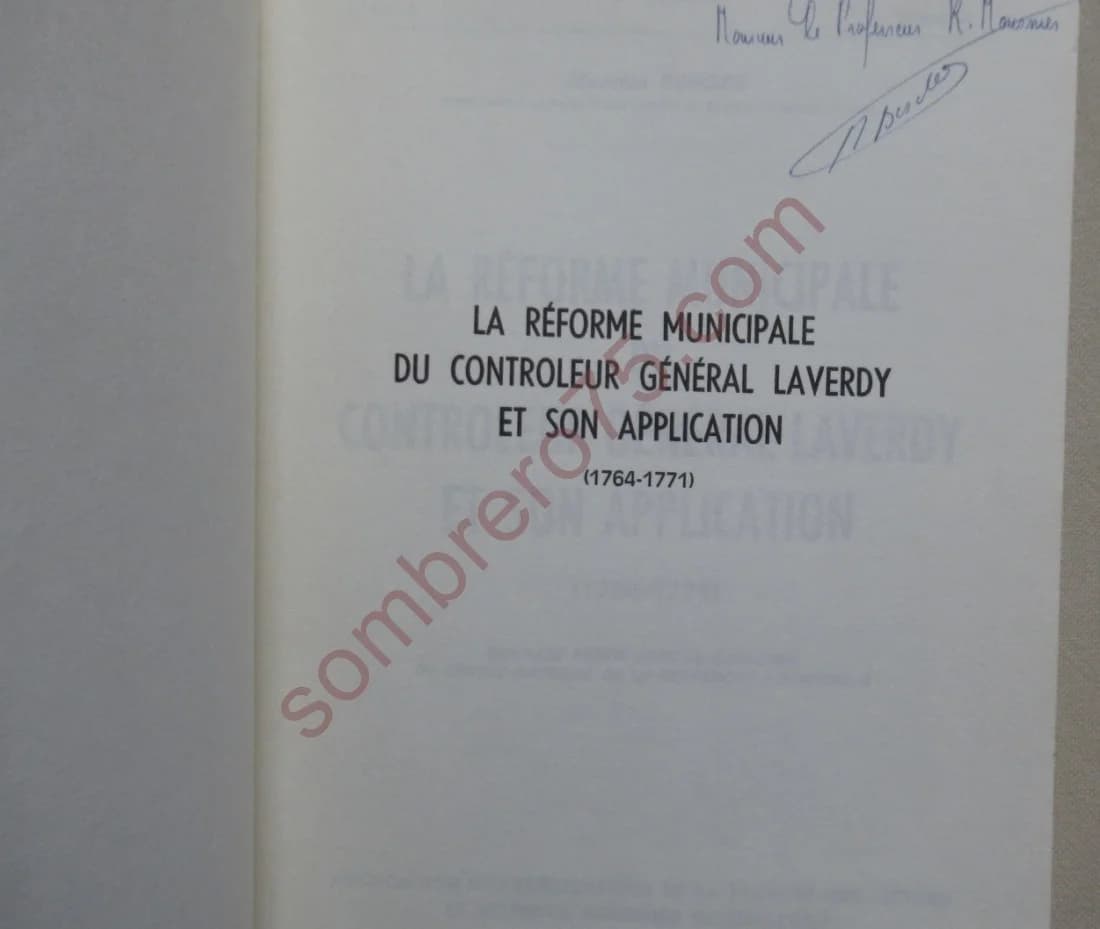 Monsieur le Professeur R. Mousnier
LA RÉFORME MUNICIPALE
DU CONTROLEUR GÉNÉRAL LAVERDY
ET SON APPLICATION
(1764-1771)
sombrero75.com